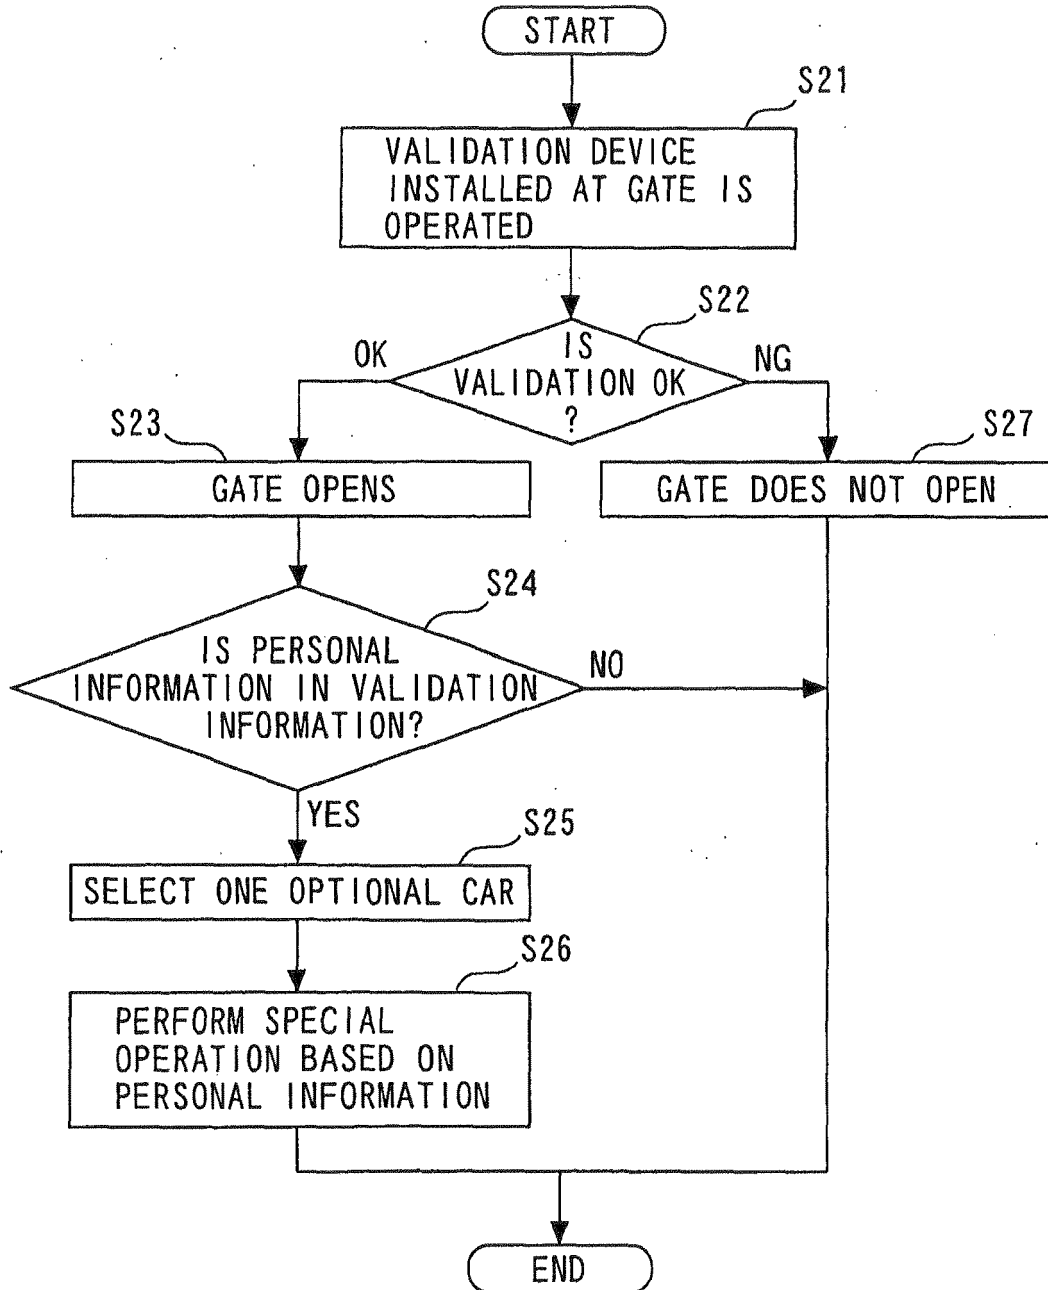 START
S21
VALIDATION DEVICE
INSTALLED AT GATE IS
OPERATED
S22
IS
VALIDATION OK
?
OK
NG
S23
GATE OPENS
S27
GATE DOES NOT OPEN
S24
IS PERSONAL
INFORMATION IN VALIDATION
INFORMATION?
NO
YES
S25
SELECT ONE OPTIONAL CAR
S26
PERFORM SPECIAL
OPERATION BASED ON
PERSONAL INFORMATION
END